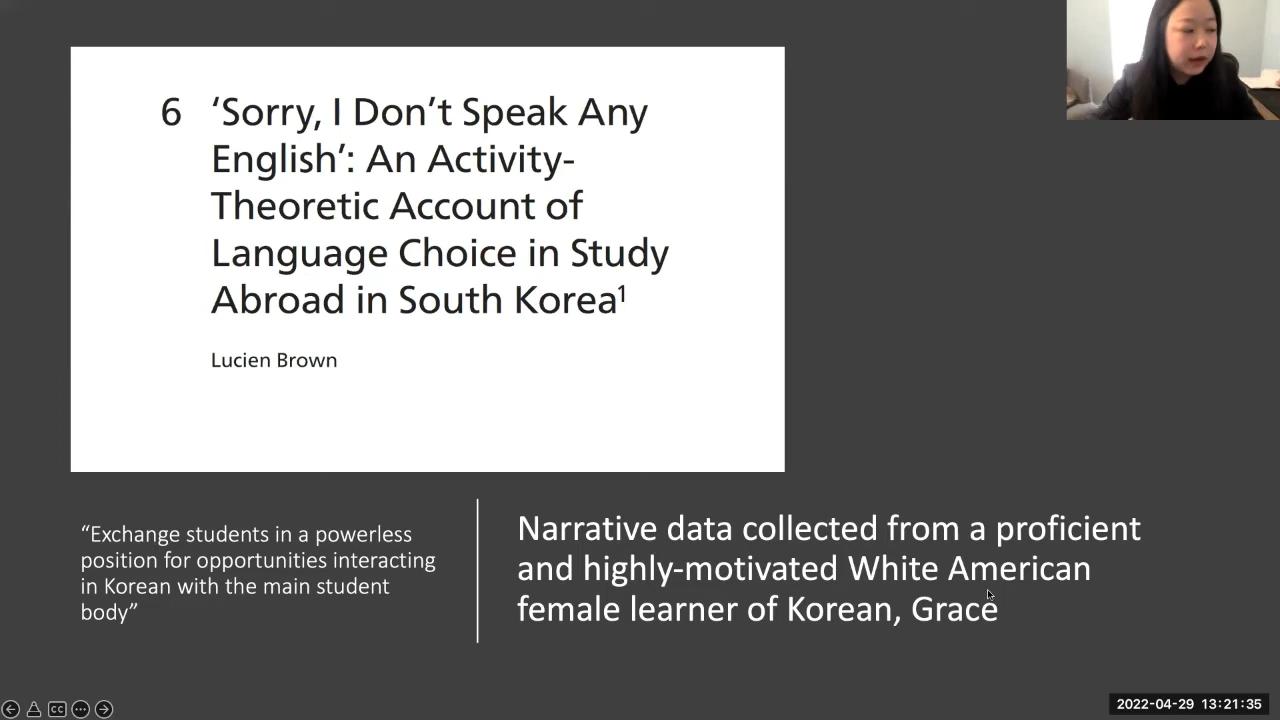 6 ‘Sorry, I Don’t Speak Any
English’: An Activity-
Theoretic Account of
Language Choice in Study
Abroad in South Korea¹
Lucien Brown
“Exchange students in a powerless
position for opportunities interacting
in Korean with the main student
body”
Narrative data collected from a proficient
and highly-motivated White American
female learner of Korean, Grace
CC
2022-04-29 13:21:35